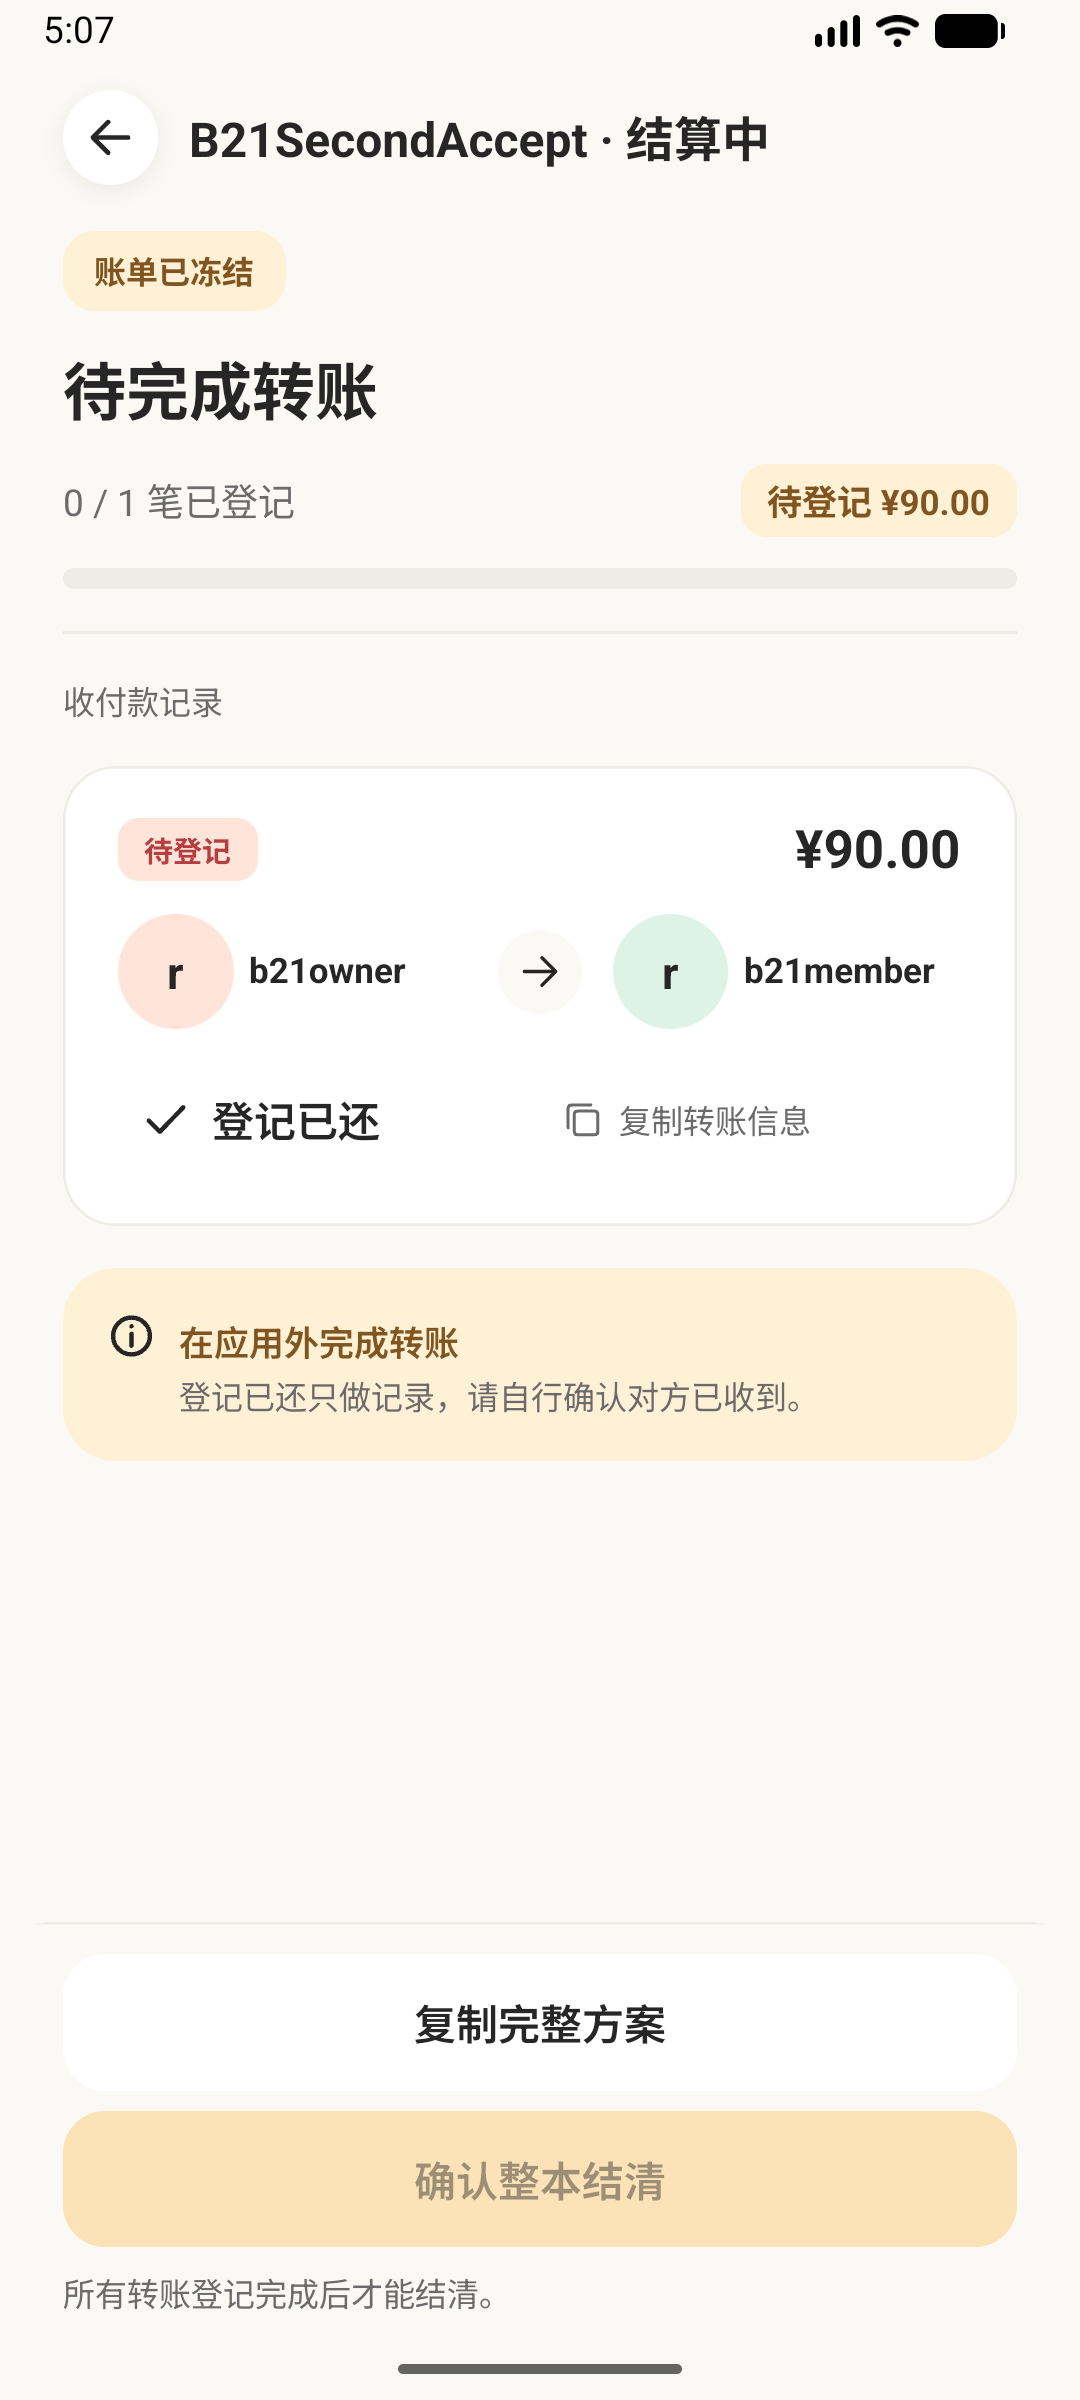 5:07
B21SecondAccept · 结算中
账单已冻结
待完成转账
0 / 1 笔已登记
待登记 ¥90.00
收付款记录
待登记
¥90.00
r b21owner
r b21member
登记已还
复制转账信息
在应用外完成转账
登记已还只做记录，请自行确认对方已收到。
复制完整方案
确认整本结清
所有转账登记完成后才能结清。